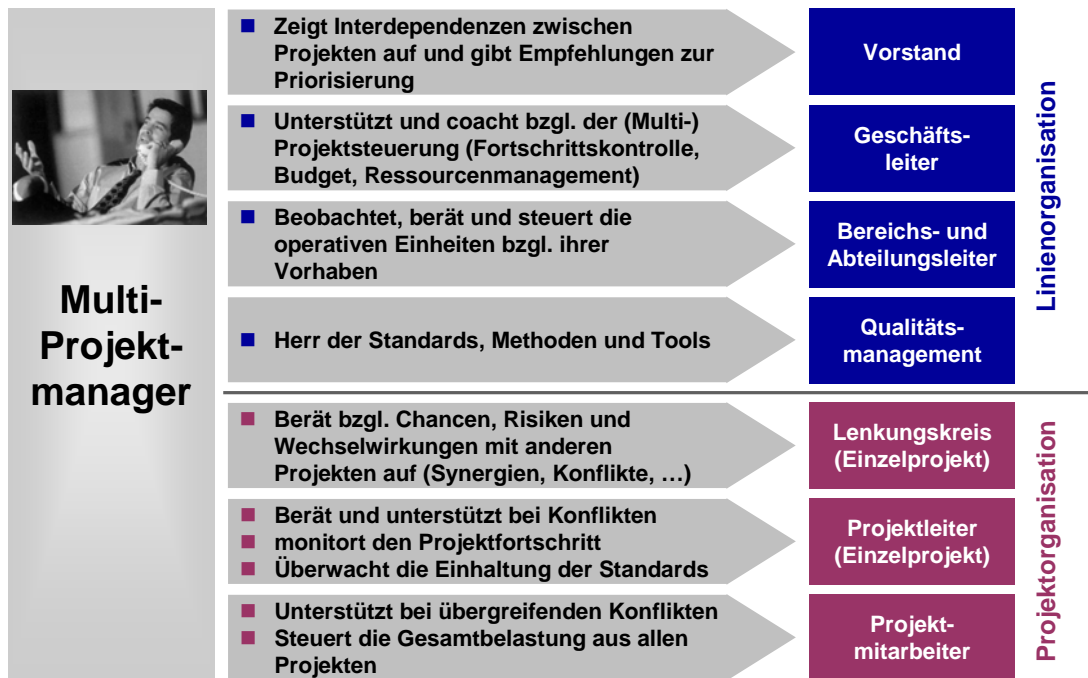 Multi-
Projekt-
manager
Zeigt Interdependenzen zwischen
Projekten auf und gibt Empfehlungen zur
Priorisierung
Vorstand
Unterstützt und coacht bzgl. der (Multi-)
Projektsteuerung (Fortschrittskontrolle,
Budget, Ressourcenmanagement)
Geschäfts-
leiter
Beobachtet, berät und steuert die
operativen Einheiten bzgl. ihrer
Vorhaben
Bereichs- und
Abteilungsleiter
Herr der Standards, Methoden und Tools
Qualitäts-
management
Linienorganisation
Berät bzgl. Chancen, Risiken und
Wechselwirkungen mit anderen
Projekten auf (Synergien, Konflikte, …)
Lenkungskreis
(Einzelprojekt)
Berät und unterstützt bei Konflikten
monitort den Projektfortschritt
Überwacht die Einhaltung der Standards
Projektleiter
(Einzelprojekt)
Unterstützt bei übergreifenden Konflikten
Steuert die Gesamtbelastung aus allen
Projekten
Projekt-
mitarbeiter
Projektorganisation